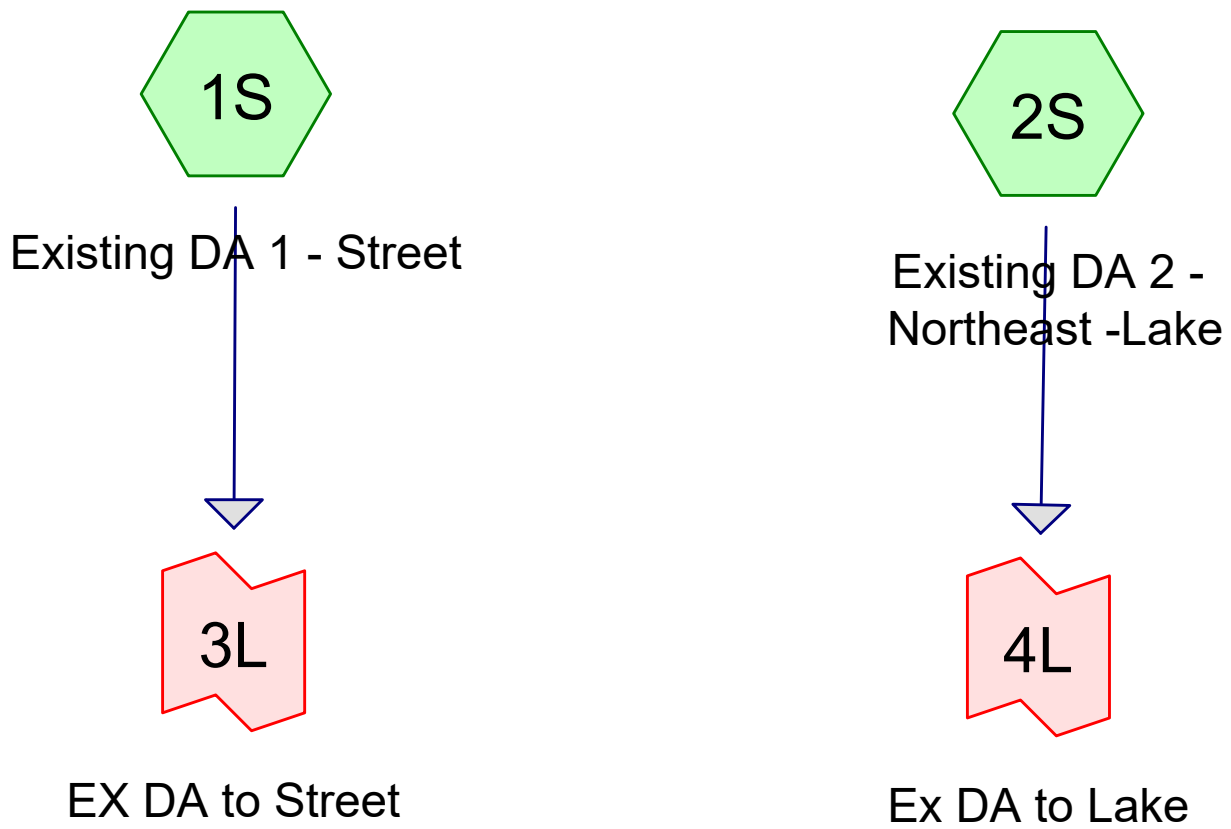 1S
Existing DA 1 - Street
2S
Existing DA 2 -
Northeast -Lake
3L
EX DA to Street
4L
Ex DA to Lake